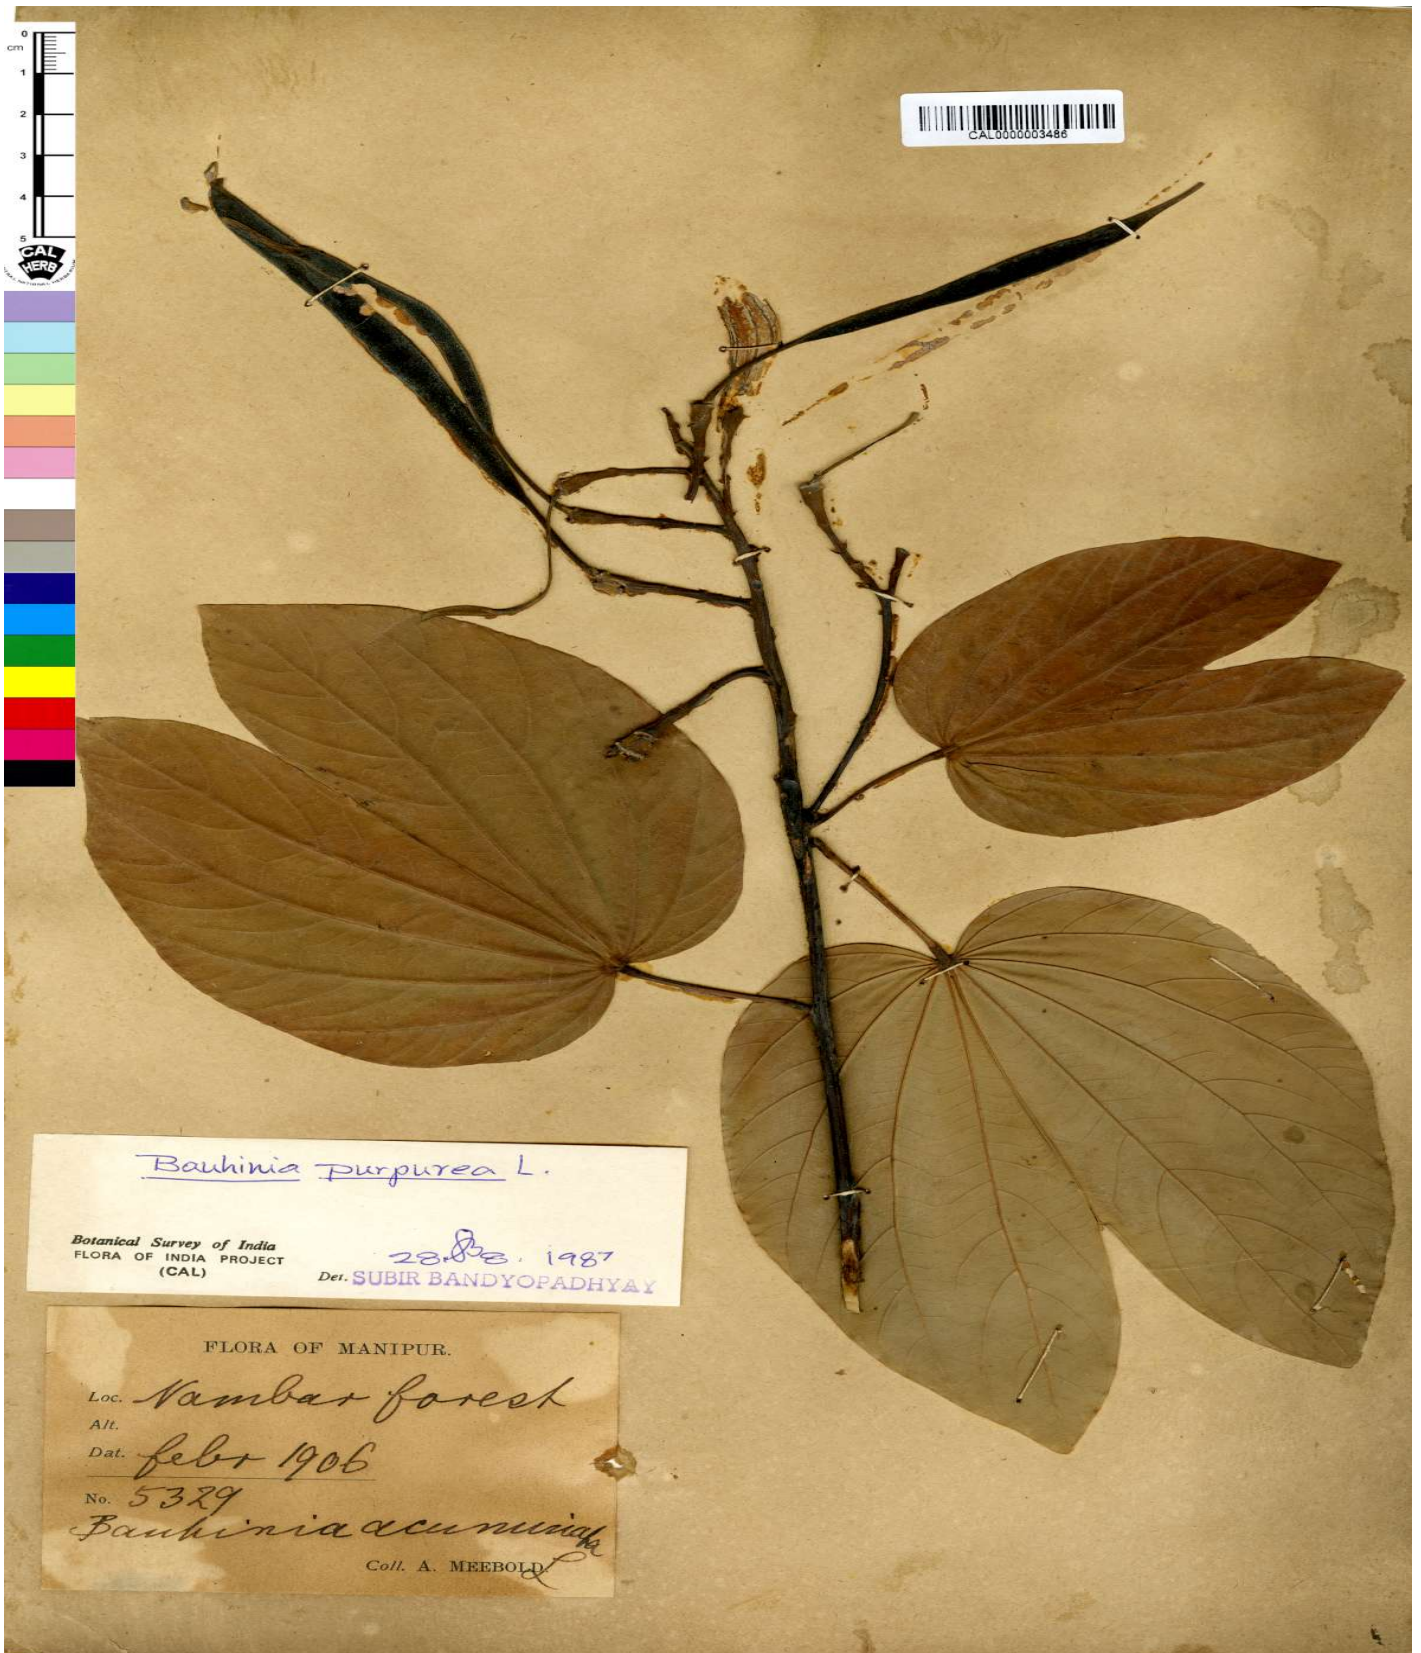 0
cm
1
2
3
4
5
CAL
HERB
CAL0000003486
Bauhinia purpurea L.
Botanical Survey of India
FLORA OF INDIA PROJECT
(CAL)
28.8. 1987
Det. SUBIR BANDYOPADHYAY
FLORA OF MANIPUR.
Loc. Nambar forest
Alt.
Dat. febr 1906
No. 5329
Bauhinia acuminata
L
Coll. A. MEEBOLD.